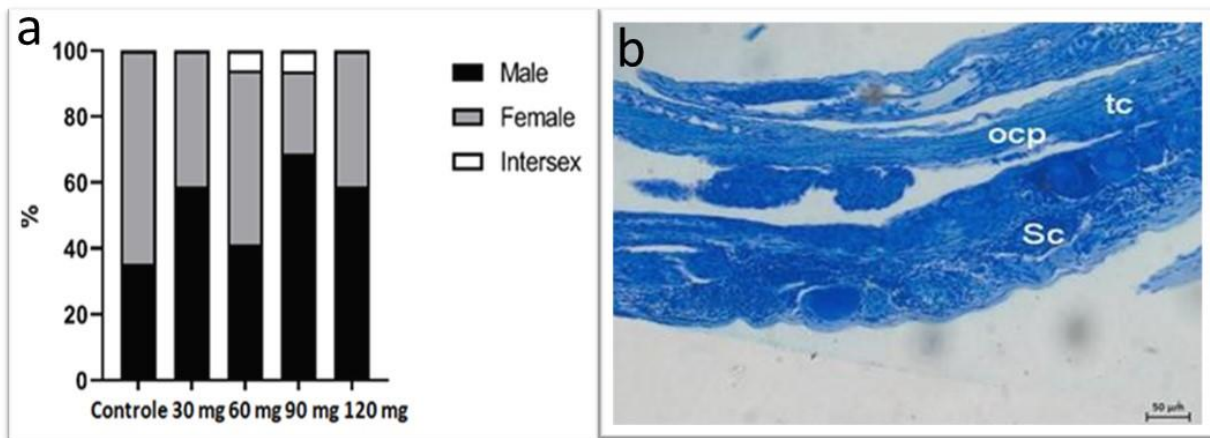 a
100
80
60
40
20
0
%
Controle 30 mg 60 mg 90 mg 120 mg
Male
Female
Intersex
b
tc
ocp
Sc
50 µm